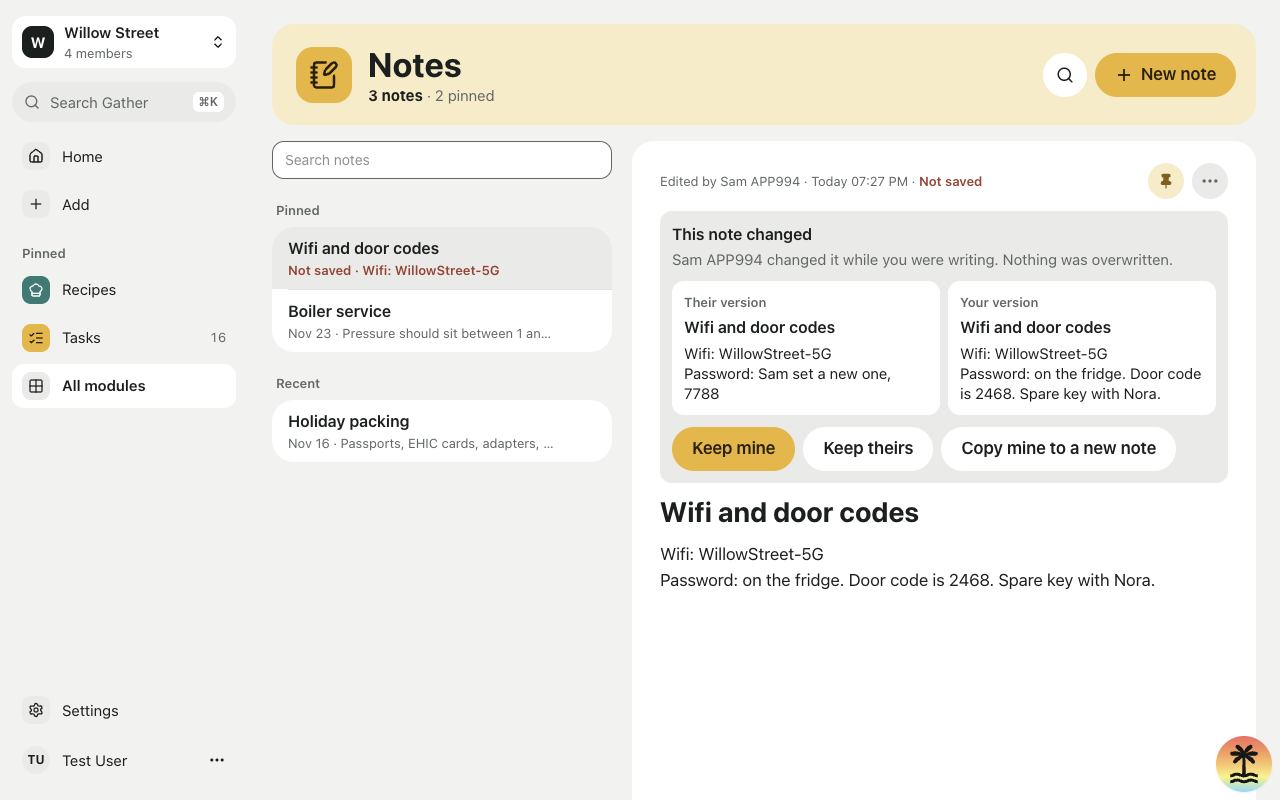 W
Willow Street
4 members
Search Gather
⌘K
Home
Add
Pinned
Recipes
Tasks
16
All modules
Settings
TU
Test User
Notes
3 notes · 2 pinned
New note
Search notes
Pinned
Wifi and door codes
Not saved · Wifi: WillowStreet-5G
Boiler service
Nov 23 · Pressure should sit between 1 an...
Recent
Holiday packing
Nov 16 · Passports, EHIC cards, adapters, ...
Edited by Sam APP994 · Today 07:27 PM · Not saved
This note changed
Sam APP994 changed it while you were writing. Nothing was overwritten.
Their version
Wifi and door codes
Wifi: WillowStreet-5G
Password: Sam set a new one,
7788
Your version
Wifi and door codes
Wifi: WillowStreet-5G
Password: on the fridge. Door code
is 2468. Spare key with Nora.
Keep mine
Keep theirs
Copy mine to a new note
Wifi and door codes
Wifi: WillowStreet-5G
Password: on the fridge. Door code is 2468. Spare key with Nora.